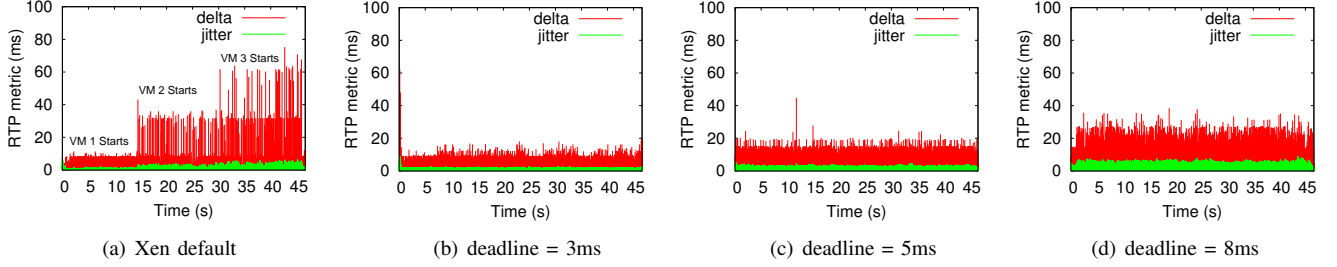 RTP metric (ms)
100
80
60
40
20
0
delta
jitter
VM 1 Starts
VM 2 Starts
VM 3 Starts
0 5 10 15 20 25 30 35 40 45
Time (s)
(a) Xen default
RTP metric (ms)
100
80
60
40
20
0
delta
jitter
0 5 10 15 20 25 30 35 40 45
Time (s)
(b) deadline = 3ms
RTP metric (ms)
100
80
60
40
20
0
delta
jitter
0 5 10 15 20 25 30 35 40 45
Time (s)
(c) deadline = 5ms
RTP metric (ms)
100
80
60
40
20
0
delta
jitter
0 5 10 15 20 25 30 35 40 45
Time (s)
(d) deadline = 8ms